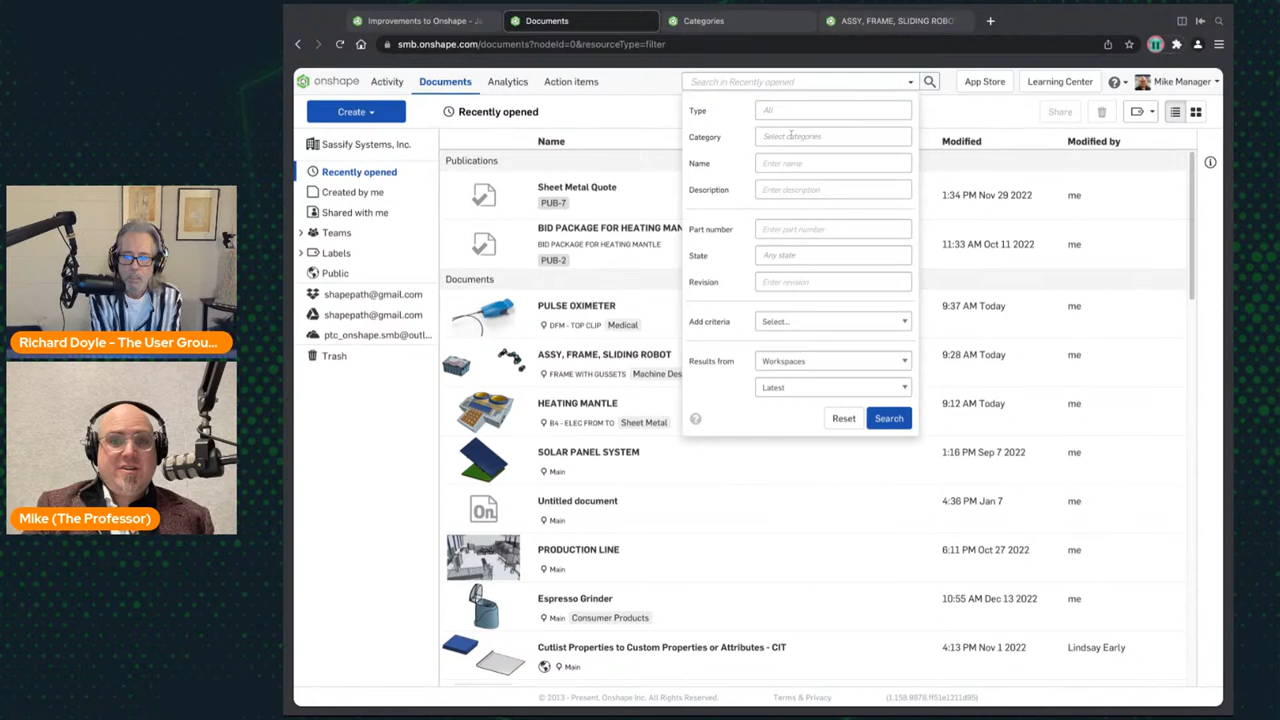 Improvements to Onshape - Ja
Documents
Categories
ASSY, FRAME, SLIDING ROBO
smb.onshape.com/documents?nodeId=0&resourceType=filter
onshape
Activity
Documents
Analytics
Action items
Search in Recently opened
App Store
Learning Center
Mike Manager
Create
Recently opened
Share
Sassify Systems, Inc.
Recently opened
Created by me
Shared with me
Teams
Labels
Public
shapepath@gmail.com
shapepath@gmail.com
ptc_onshape.smb@outl...
Trash
Name
Modified
Modified by
Publications
Sheet Metal Quote
PUB-7
1:34 PM Nov 29 2022
me
BID PACKAGE FOR HEATING MAN
BID PACKAGE FOR HEATING MANTLE
PUB-2
11:33 AM Oct 11 2022
me
Documents
PULSE OXIMETER
DFM - TOP CLIP
Medical
9:37 AM Today
me
ASSY, FRAME, SLIDING ROBOT
FRAME WITH GUSSETS
Machine Des
9:28 AM Today
me
HEATING MANTLE
B4 - ELEC FROM TO
Sheet Metal
9:12 AM Today
me
SOLAR PANEL SYSTEM
Main
1:16 PM Sep 7 2022
me
Untitled document
Main
4:36 PM Jan 7
me
PRODUCTION LINE
Main
6:11 PM Oct 27 2022
me
Espresso Grinder
Main
Consumer Products
10:55 AM Dec 13 2022
me
Cutlist Properties to Custom Properties or Attributes - CIT
Main
4:13 PM Nov 1 2022
Lindsay Early
Type
All
Category
Select categories
Name
Enter name
Description
Enter description
Part number
Enter part number
State
Any state
Revision
Enter revision
Add criteria
Select...
Results from
Workspaces
Latest
Reset
Search
© 2013 - Present, Onshape Inc. All Rights Reserved.
Terms & Privacy
(1.158.9878.ff51e1211d95)
Richard Doyle - The User Grou...
Mike (The Professor)